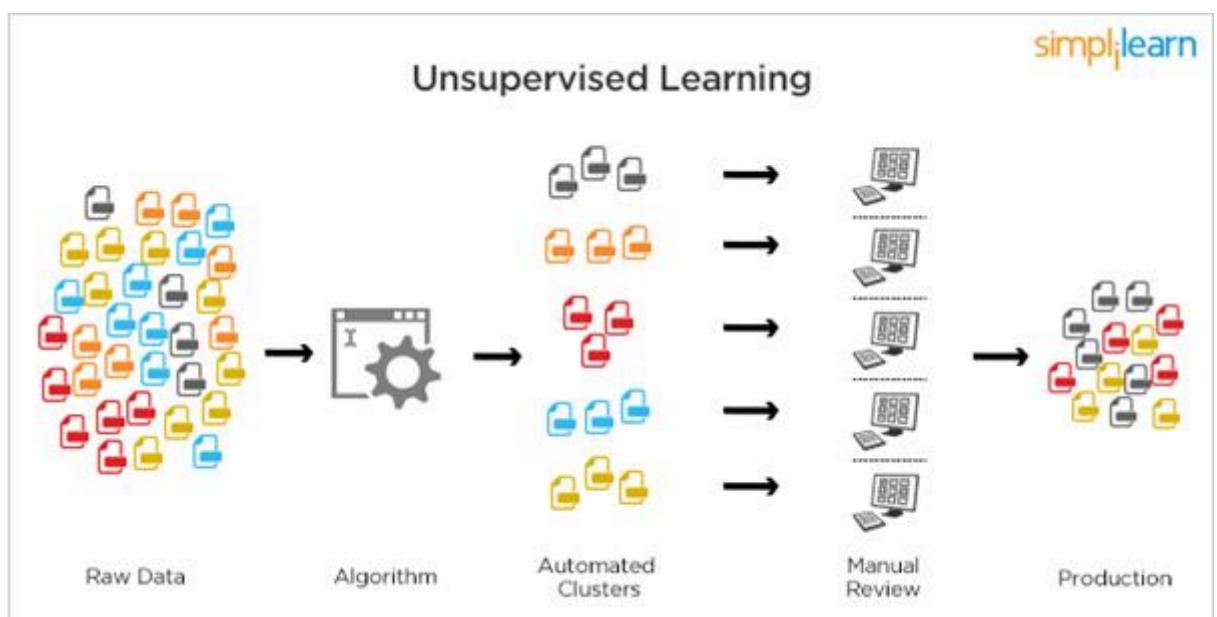 simplilearn
Unsupervised Learning
Raw Data
Algorithm
Automated
Clusters
Manual
Review
Production